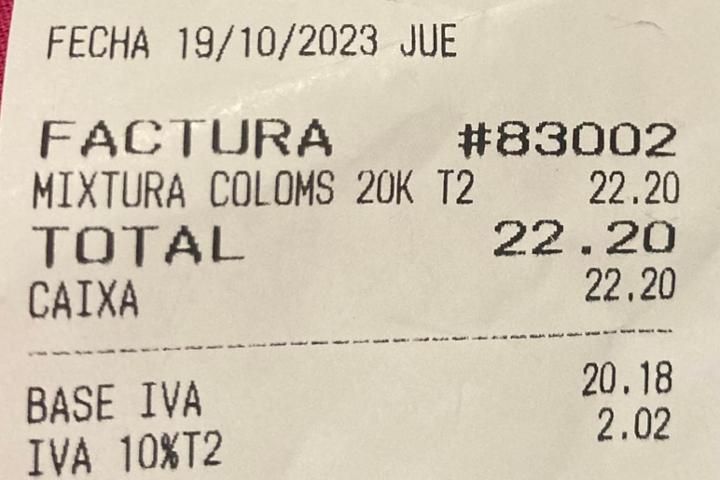 FECHA 19/10/2023 JUE
FACTURA #83002
MIXTURA COLOMS 20K T2 22.20
TOTAL 22.20
CAIXA 22.20
BASE IVA 20.18
IVA 10%T2 2.02